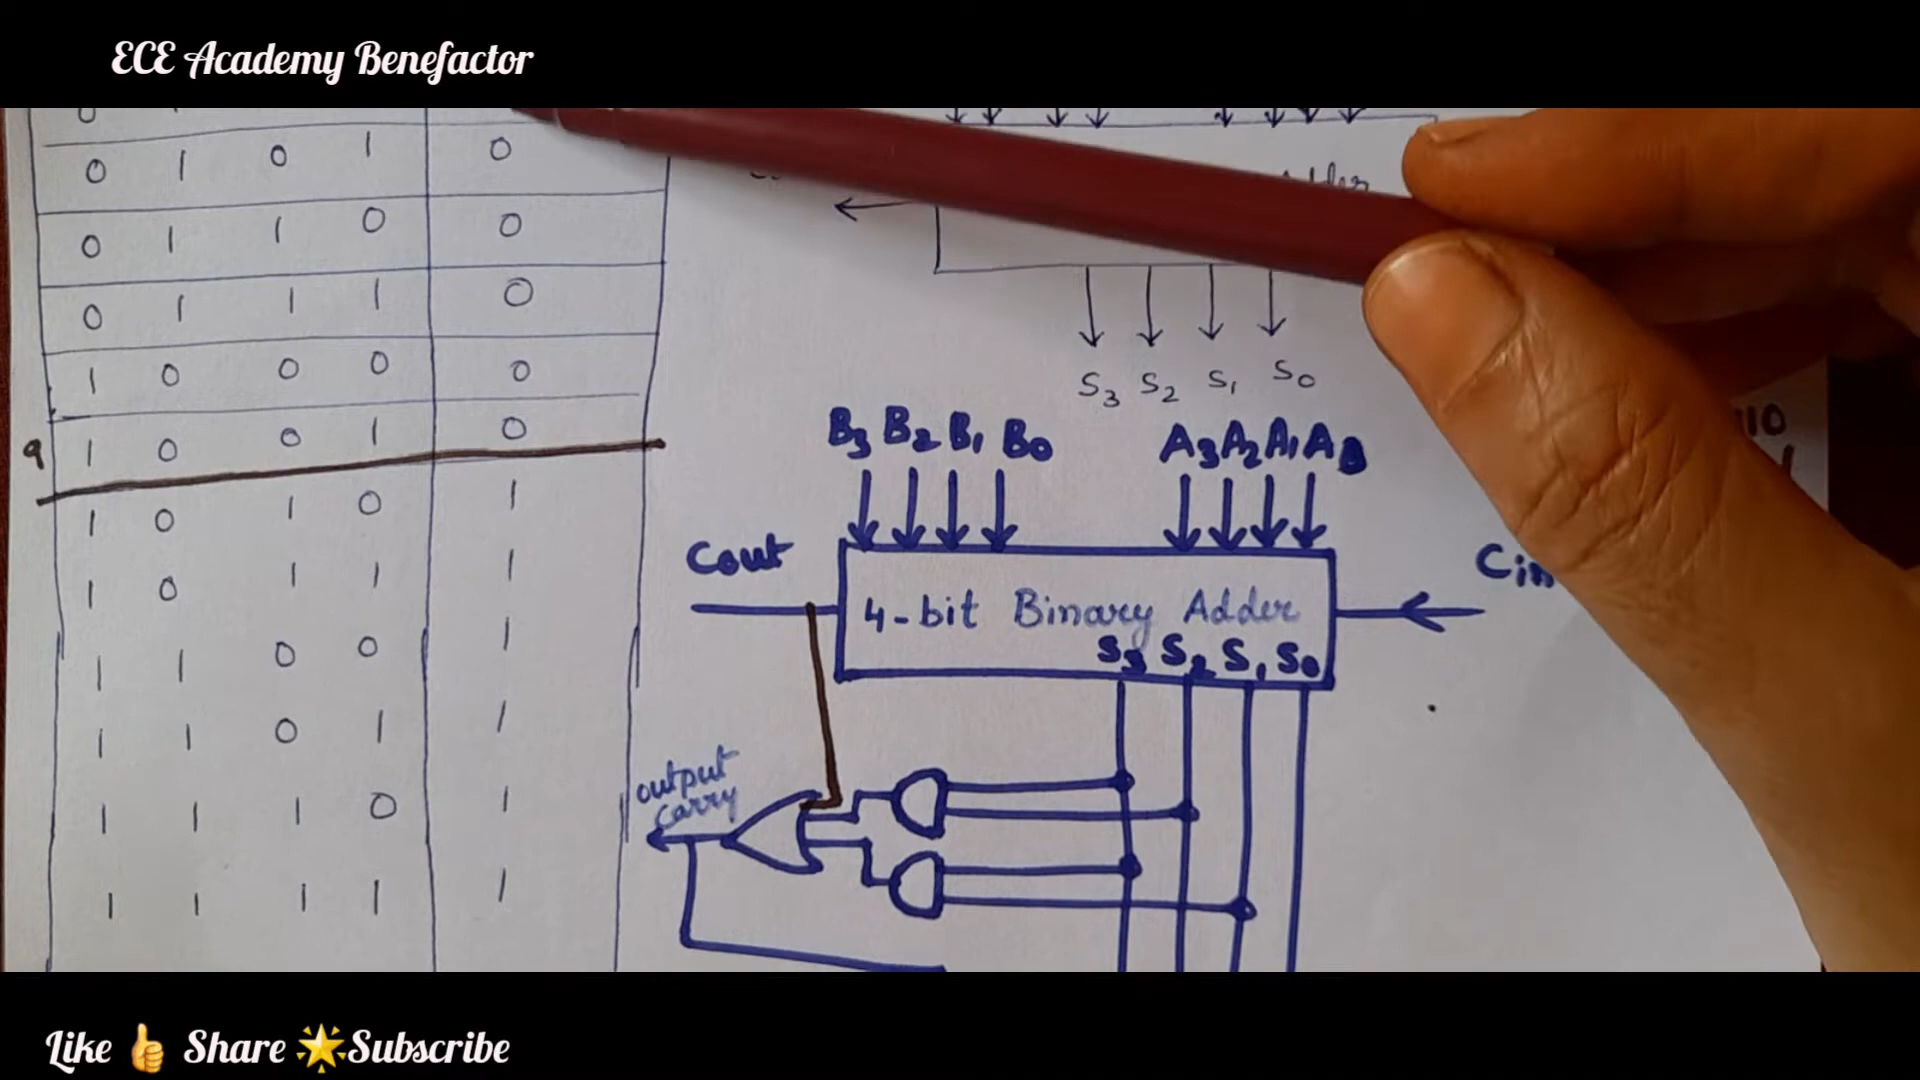 ECE Academy Benefactor
0 1 0 1 0
0 1 1 0 0
0 1 1 1 0
1 0 0 0 0
9 1 0 0 1 0
1 0 1 0 1
1 0 1 1 1
1 1 0 0 1
1 1 0 1 1
1 1 1 0 1
1 1 1 1 1
S3 S2 S1 S0
B3 B2 B1 B0 A3 A2 A1 A0
Cout Cin
4-bit Binary Adder
S3 S2 S1 S0
output
carry
Like 👍 Share 🌟Subscribe